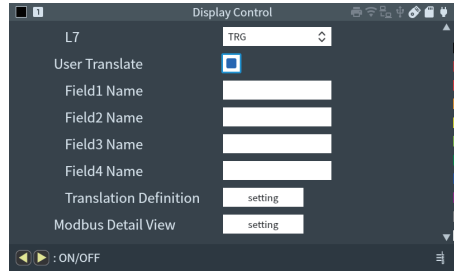 1 Display Control
L7 TRG
User Translate
Field1 Name
Field2 Name
Field3 Name
Field4 Name
Translation Definition setting
Modbus Detail View setting
: ON/OFF